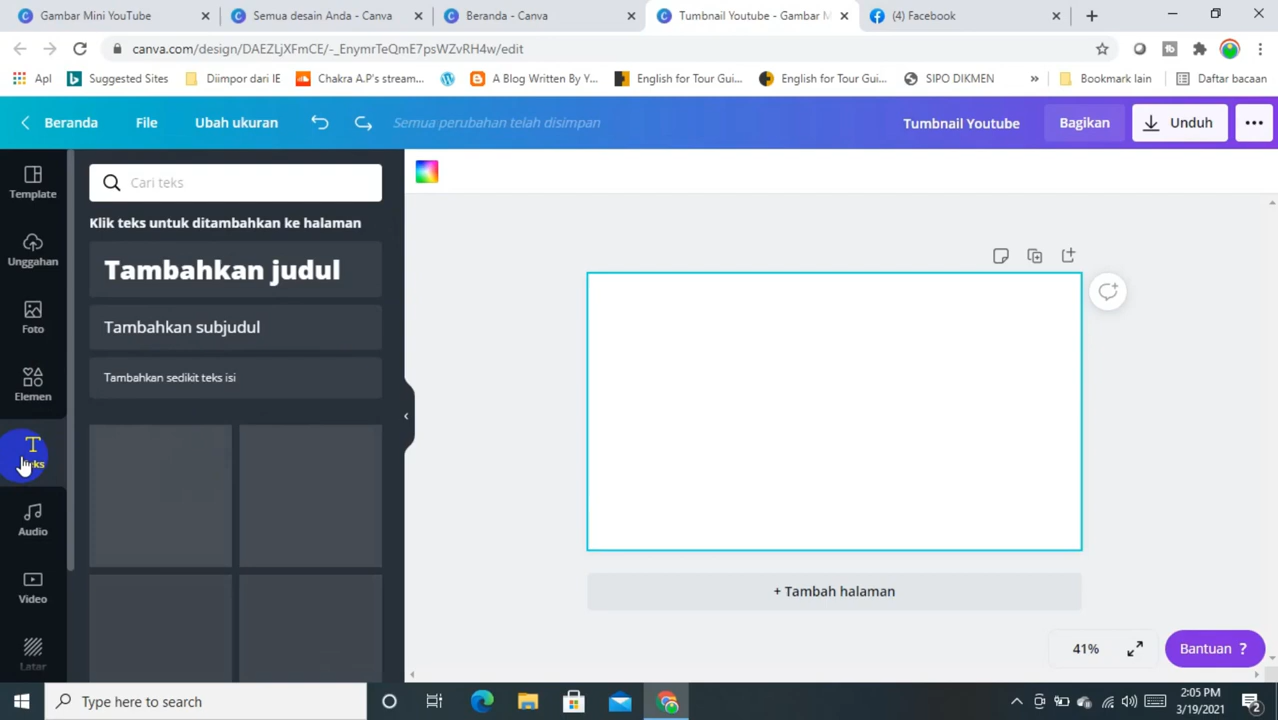 Gambar Mini YouTube
Semua desain Anda - Canva
Beranda - Canva
Tumbnail Youtube - Gambar M
(4) Facebook
canva.com/design/DAEZLjXFmCE/-_EnymrTeQmE7psWZvRH4w/edit
Apl
Suggested Sites
Diimpor dari IE
Chakra A.P's stream...
A Blog Written By Y...
English for Tour Gui...
English for Tour Gui...
SIPO DIKMEN
»
Bookmark lain
Daftar bacaan
Beranda
File
Ubah ukuran
Semua perubahan telah disimpan
Tumbnail Youtube
Bagikan
Unduh
Template
Unggahan
Foto
Elemen
Teks
Audio
Video
Latar
Cari teks
Klik teks untuk ditambahkan ke halaman
Tambahkan judul
Tambahkan subjudul
Tambahkan sedikit teks isi
+ Tambah halaman
41%
Bantuan ?
Type here to search
2:05 PM
3/19/2021
2